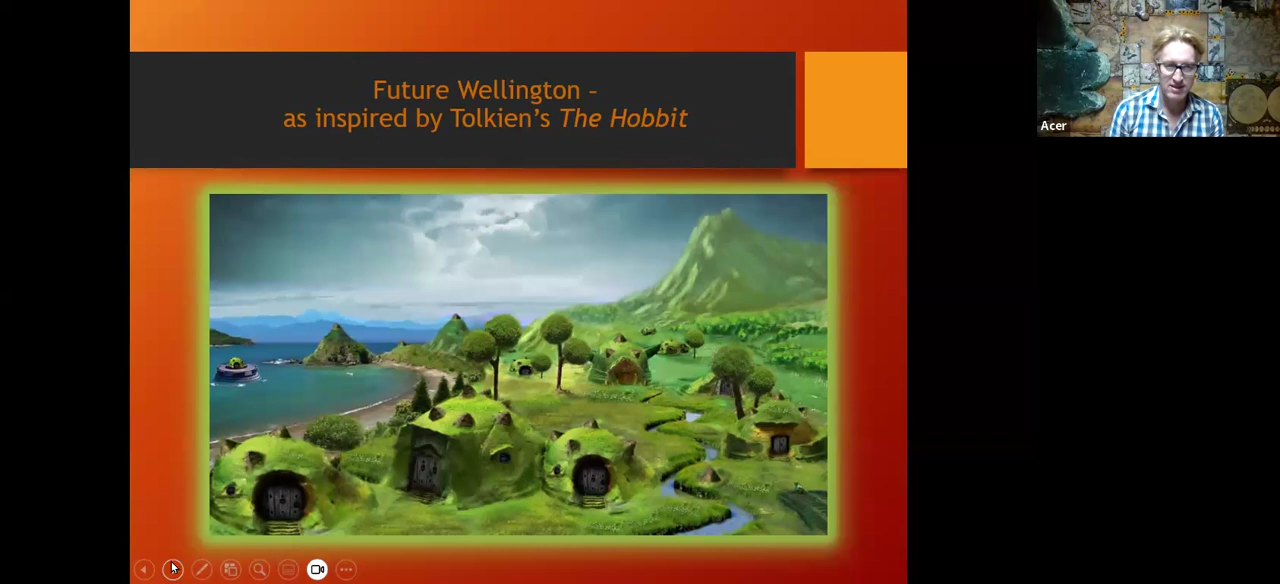 Future Wellington –
as inspired by Tolkien’s The Hobbit
Acer